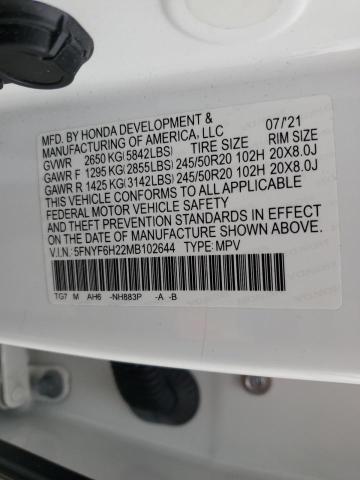 MFD. BY HONDA DEVELOPMENT &
MANUFACTURING OF AMERICA, LLC 07/'21
GVWR 2650 KG(5842LBS) TIRE SIZE RIM SIZE
GAWR F 1295 KG(2855LBS) 245/50R20 102H 20X8.0J
GAWR R 1425 KG(3142LBS) 245/50R20 102H 20X8.0J
THIS VEHICLE CONFORMS TO ALL APPLICABLE
FEDERAL MOTOR VEHICLE SAFETY STANDARDS IN EFFECT
ON THE DATE OF MANUFACTURE SHOWN ABOVE.
V.I.N.: 5FNYF6H22MB102644 TYPE: MPV
TG7 M AH6 -NH883P -A -B